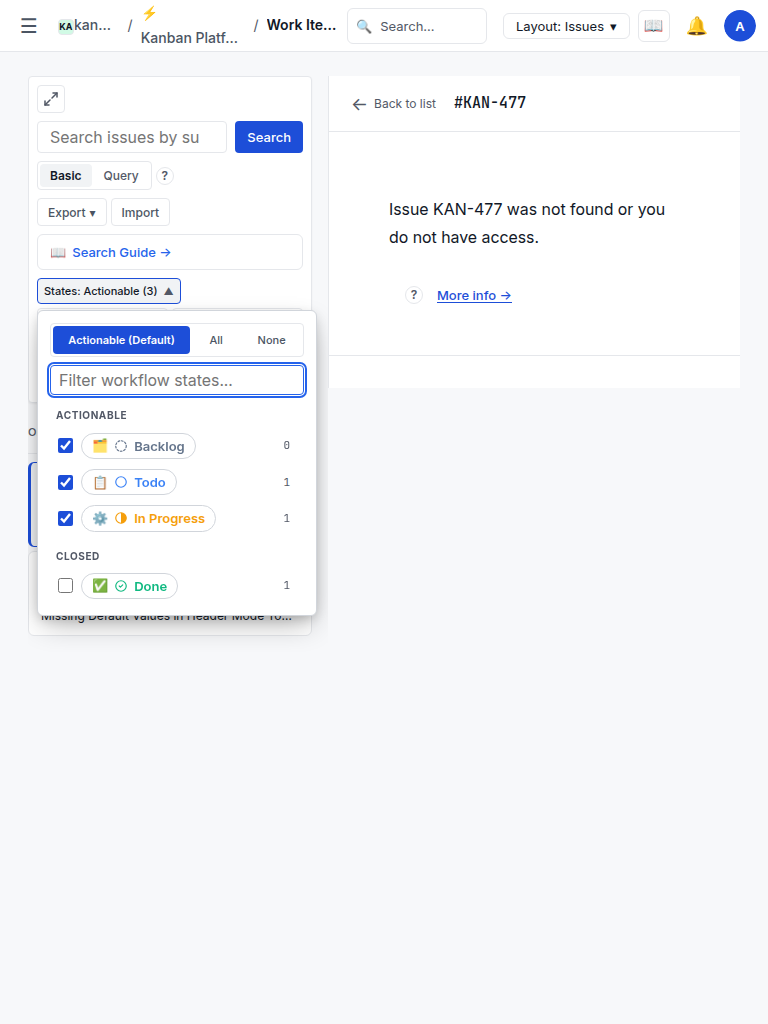 KA kan... / ⚡ Kanban Platf... / Work Ite...
Search...
Layout: Issues ▾
A
Search issues by su
Search
Basic
Query
?
Export ▾
Import
Search Guide →
States: Actionable (3) ▲
Actionable (Default)
All
None
Filter workflow states...
ACTIONABLE
Backlog 0
Todo 1
In Progress 1
CLOSED
Done 1
Missing Default Values in Header Mode To...
← Back to list
#KAN-477
Issue KAN-477 was not found or you
do not have access.
?
More info →